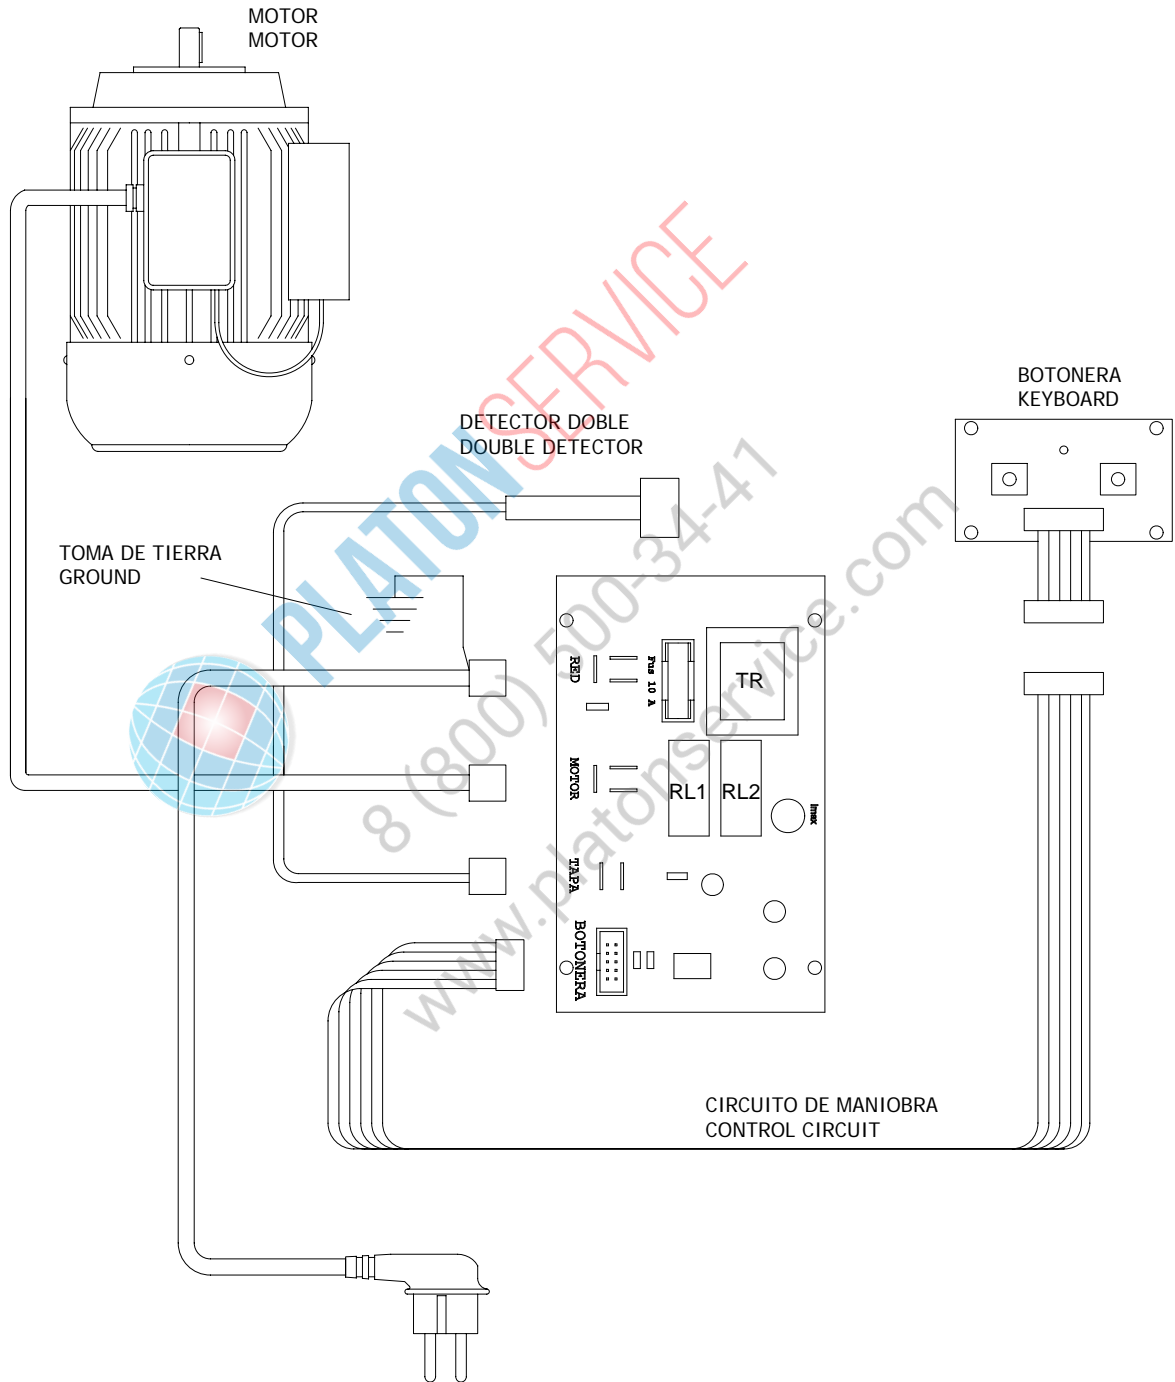 MOTOR
MOTOR
BOTONERA
KEYBOARD
DETECTOR DOBLE
DOUBLE DETECTOR
TOMA DE TIERRA
GROUND
RED
Fus 10 A
TR
MOTOR
RL1
RL2
Imax
TAPA
BOTONERA
CIRCUITO DE MANIOBRA
CONTROL CIRCUIT
PLATONSERVICE
8 (800) 500-34-41
www.platonservice.com